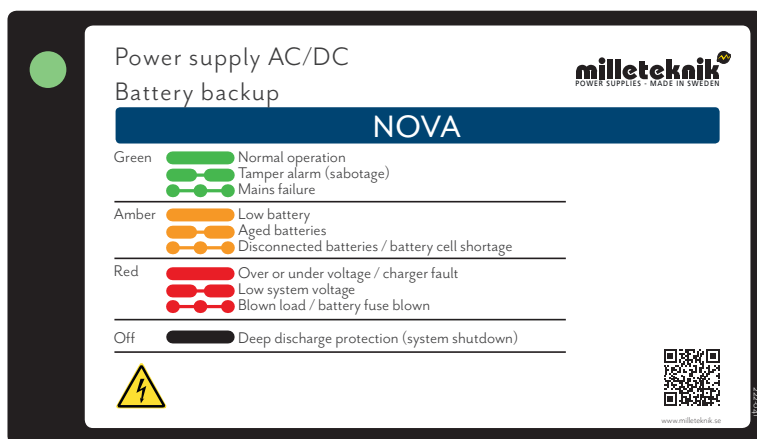 Power supply AC/DC
Battery backup
milleteknik
POWER SUPPLIES - MADE IN SWEDEN
NOVA
Green Normal operation
Tamper alarm (sabotage)
Mains failure
Amber Low battery
Aged batteries
Disconnected batteries / battery cell shortage
Red Over or under voltage / charger fault
Low system voltage
Blown load / battery fuse blown
Off Deep discharge protection (system shutdown)
www.milleteknik.se